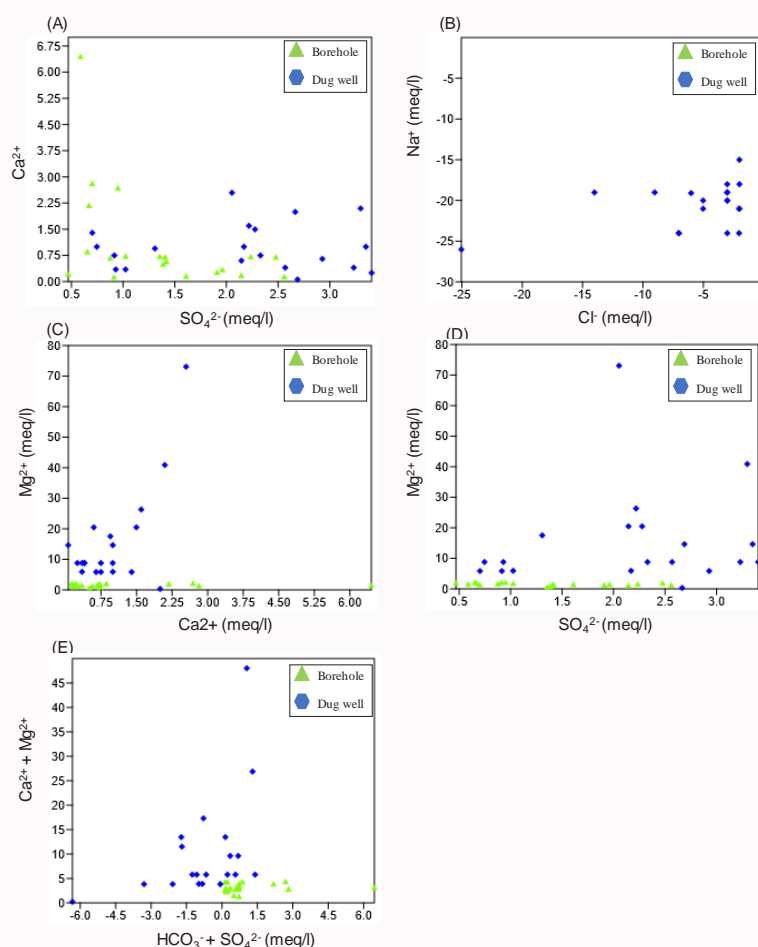 (A)
6.75
6.00
5.25
4.50
3.75
3.00
2.25
1.50
0.75
0.00
Ca²⁺
0.5 1.0 1.5 2.0 2.5 3.0
SO₄²⁻ (meq/l)
Borehole
Dug well
(B)
-5
-10
-15
-20
-25
-30
Na⁺ (meq/l)
-25 -20 -15 -10 -5
Cl⁻ (meq/l)
Borehole
Dug well
(C)
80
70
60
50
40
30
20
10
0
Mg²⁺ (meq/l)
0.75 1.50 2.25 3.00 3.75 4.50 5.25 6.00
Ca2+ (meq/l)
Borehole
Dug well
(D)
80
70
60
50
40
30
20
10
0
Mg²⁺ (meq/l)
0.5 1.0 1.5 2.0 2.5 3.0
SO₄²⁻ (meq/l)
Borehole
Dug well
(E)
45
40
35
30
25
20
15
10
5
0
Ca²⁺ + Mg²⁺
-6.0 -4.5 -3.0 -1.5 0.0 1.5 3.0 4.5 6.0
HCO₃⁻ + SO₄²⁻ (meq/l)
Borehole
Dug well